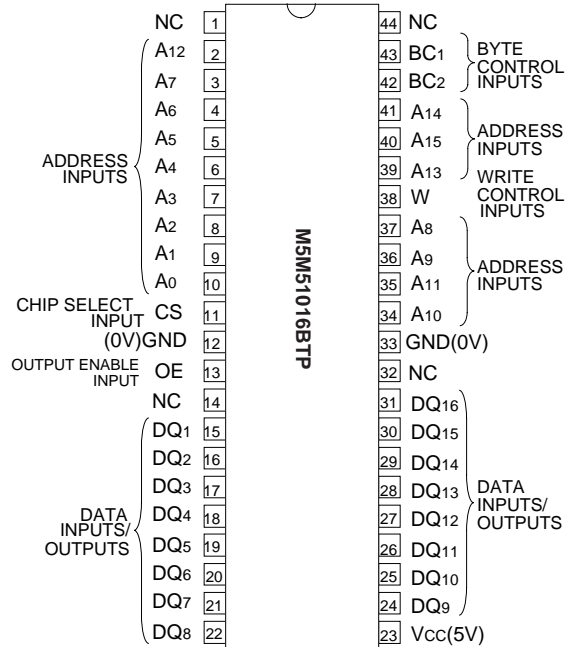 NC 1
A12 2
A7 3
A6 4
A5 5
A4 6
A3 7
A2 8
A1 9
A0 10
ADDRESS
INPUTS
CHIP SELECT
INPUT
CS 11
(0V)GND 12
OUTPUT ENABLE
INPUT
OE 13
NC 14
DQ1 15
DQ2 16
DQ3 17
DQ4 18
DQ5 19
DQ6 20
DQ7 21
DQ8 22
DATA
INPUTS/
OUTPUTS
M5M51016BTP
44 NC
43 BC1
42 BC2
BYTE
CONTROL
INPUTS
41 A14
40 A15
39 A13
ADDRESS
INPUTS
38 W
WRITE
CONTROL
INPUTS
37 A8
36 A9
35 A11
34 A10
ADDRESS
INPUTS
33 GND(0V)
32 NC
31 DQ16
30 DQ15
29 DQ14
28 DQ13
27 DQ12
26 DQ11
25 DQ10
24 DQ9
DATA
INPUTS/
OUTPUTS
23 VCC(5V)